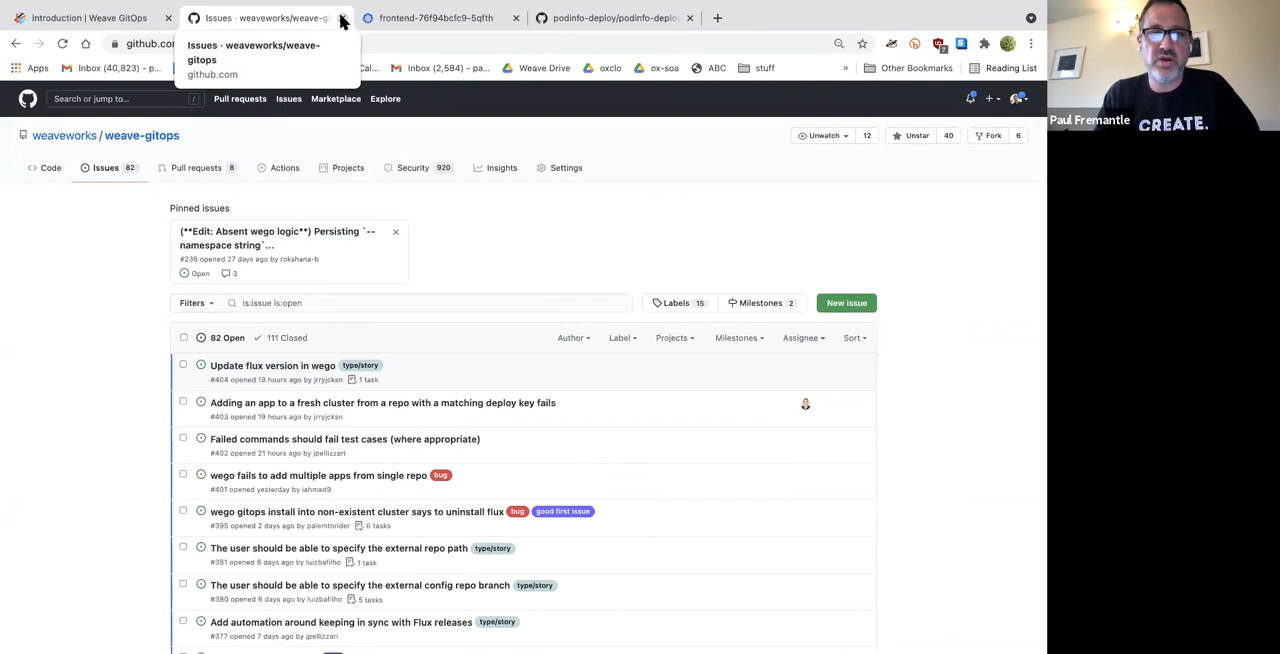 Introduction | Weave GitOps
Issues · weaveworks/weave-gi
frontend-76f94bcfc9-5qfth
podinfo-deploy/podinfo-deploy
github.com
Issues · weaveworks/weave-
gitops
github.com
Apps
Inbox (40,823) - p...
Cal...
Inbox (2,584) - pa...
Weave Drive
oxclo
ox-soa
ABC
stuff
»
Other Bookmarks
Reading List
Paul Fremantle
CREATE.
Search or jump to...
/
Pull requests
Issues
Marketplace
Explore
weaveworks / weave-gitops
Unwatch 12
Unstar 40
Fork 6
Code
Issues 82
Pull requests 8
Actions
Projects
Security 920
Insights
Settings
Pinned issues
(**Edit: Absent wego logic**) Persisting `--
namespace string`...
#236 opened 27 days ago by rokshana-b
Open 3
Filters
is:issue is:open
Labels 15
Milestones 2
New issue
82 Open 111 Closed
Author
Label
Projects
Milestones
Assignee
Sort
Update flux version in wego type/story
#404 opened 18 hours ago by jrryjcksn 1 task
Adding an app to a fresh cluster from a repo with a matching deploy key fails
#403 opened 19 hours ago by jrryjcksn
Failed commands should fail test cases (where appropriate)
#402 opened 21 hours ago by jpellizzari
wego fails to add multiple apps from single repo bug
#401 opened yesterday by iahmad9
wego gitops install into non-existent cluster says to uninstall flux bug good first issue
#395 opened 2 days ago by palemtnrider 6 tasks
The user should be able to specify the external repo path type/story
#381 opened 6 days ago by luizbafilho 1 task
The user should be able to specify the external config repo branch type/story
#380 opened 6 days ago by luizbafilho 5 tasks
Add automation around keeping in sync with Flux releases type/story
#377 opened 7 days ago by jpellizzari